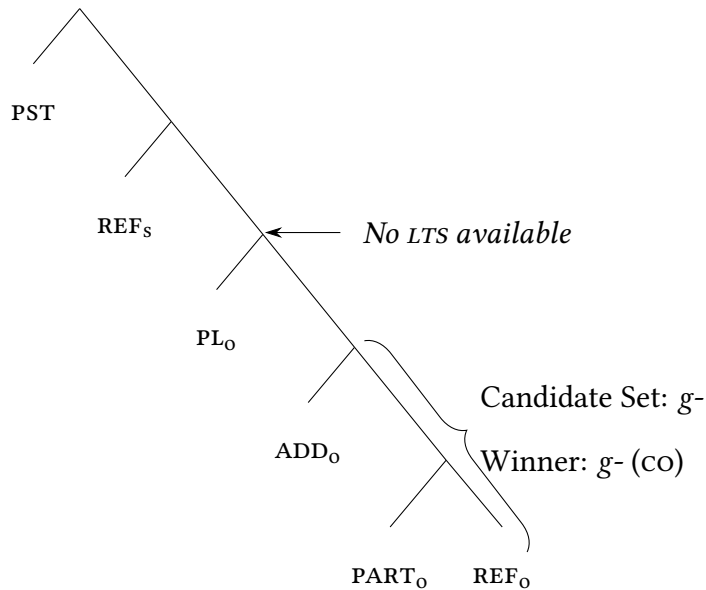 PST
REFS
No LTS available
PLO
Candidate Set: g-
ADDO
Winner: g- (CO)
PARTO REFO